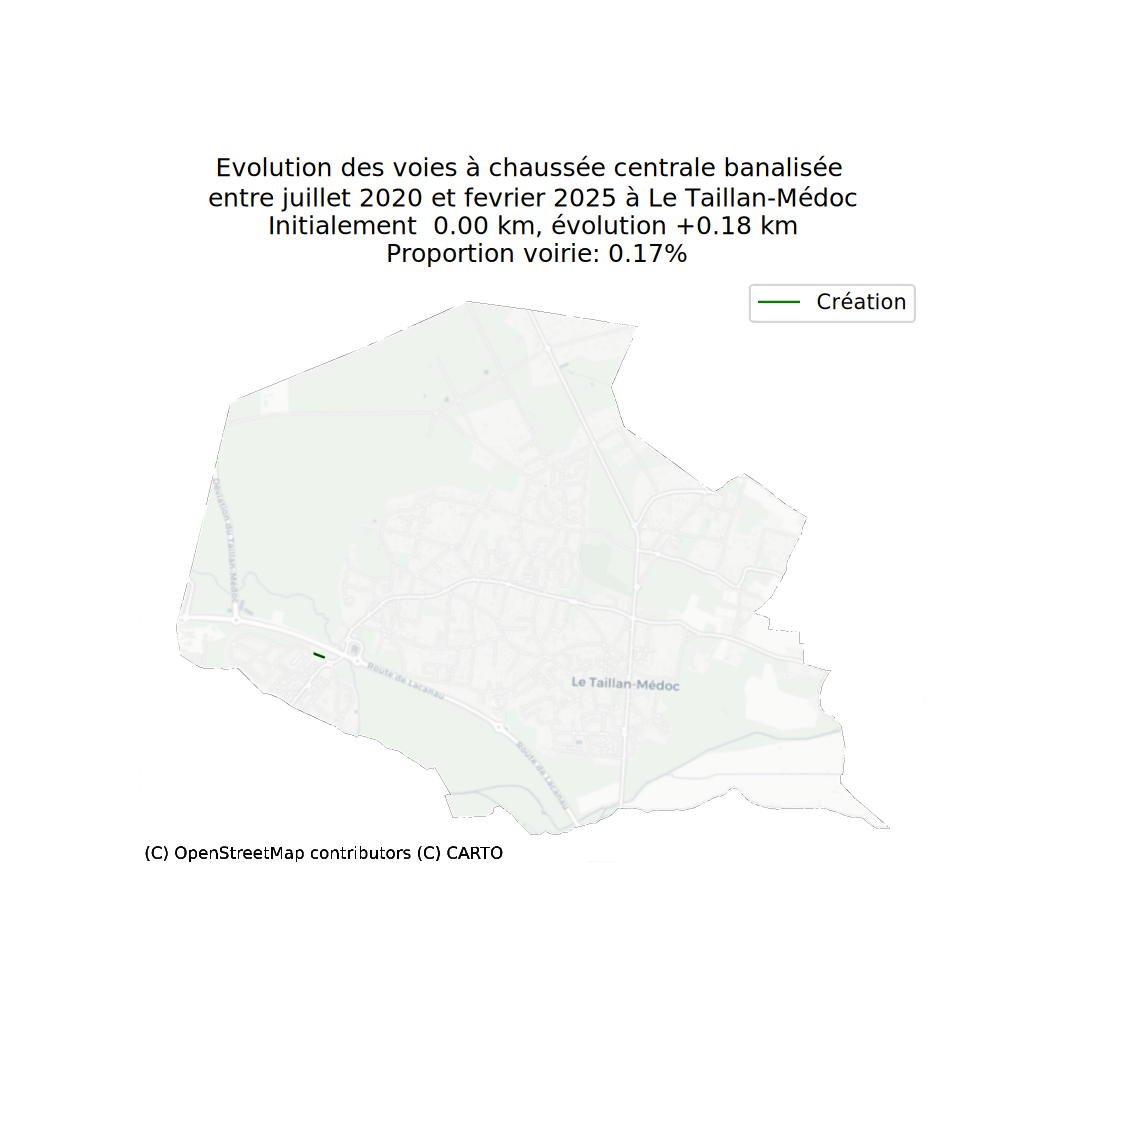 Evolution des voies à chaussée centrale banalisée
entre juillet 2020 et fevrier 2025 à Le Taillan-Médoc
Initialement  0.00 km, évolution +0.18 km
Proportion voirie: 0.17%
Création
Déviation du Taillan-Médoc
Route de Lacanau
Le Taillan-Médoc
Route de Lacanau
(C) OpenStreetMap contributors (C) CARTO